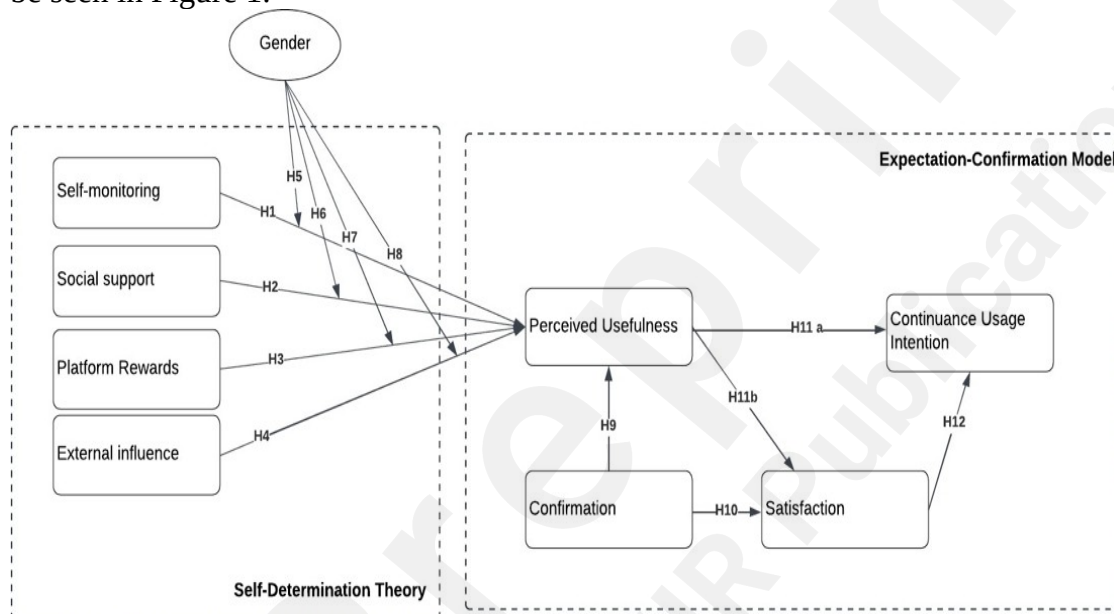 be seen in Figure 1.
Gender
Expectation-Confirmation Model
Self-monitoring
H5
H1
H6
H7
H8
Social support
H2
Perceived Usefulness
H11 a
Continuance Usage
Intention
Platform Rewards
H3
H11b
External influence
H4
H9
H12
Confirmation
H10
Satisfaction
Self-Determination Theory